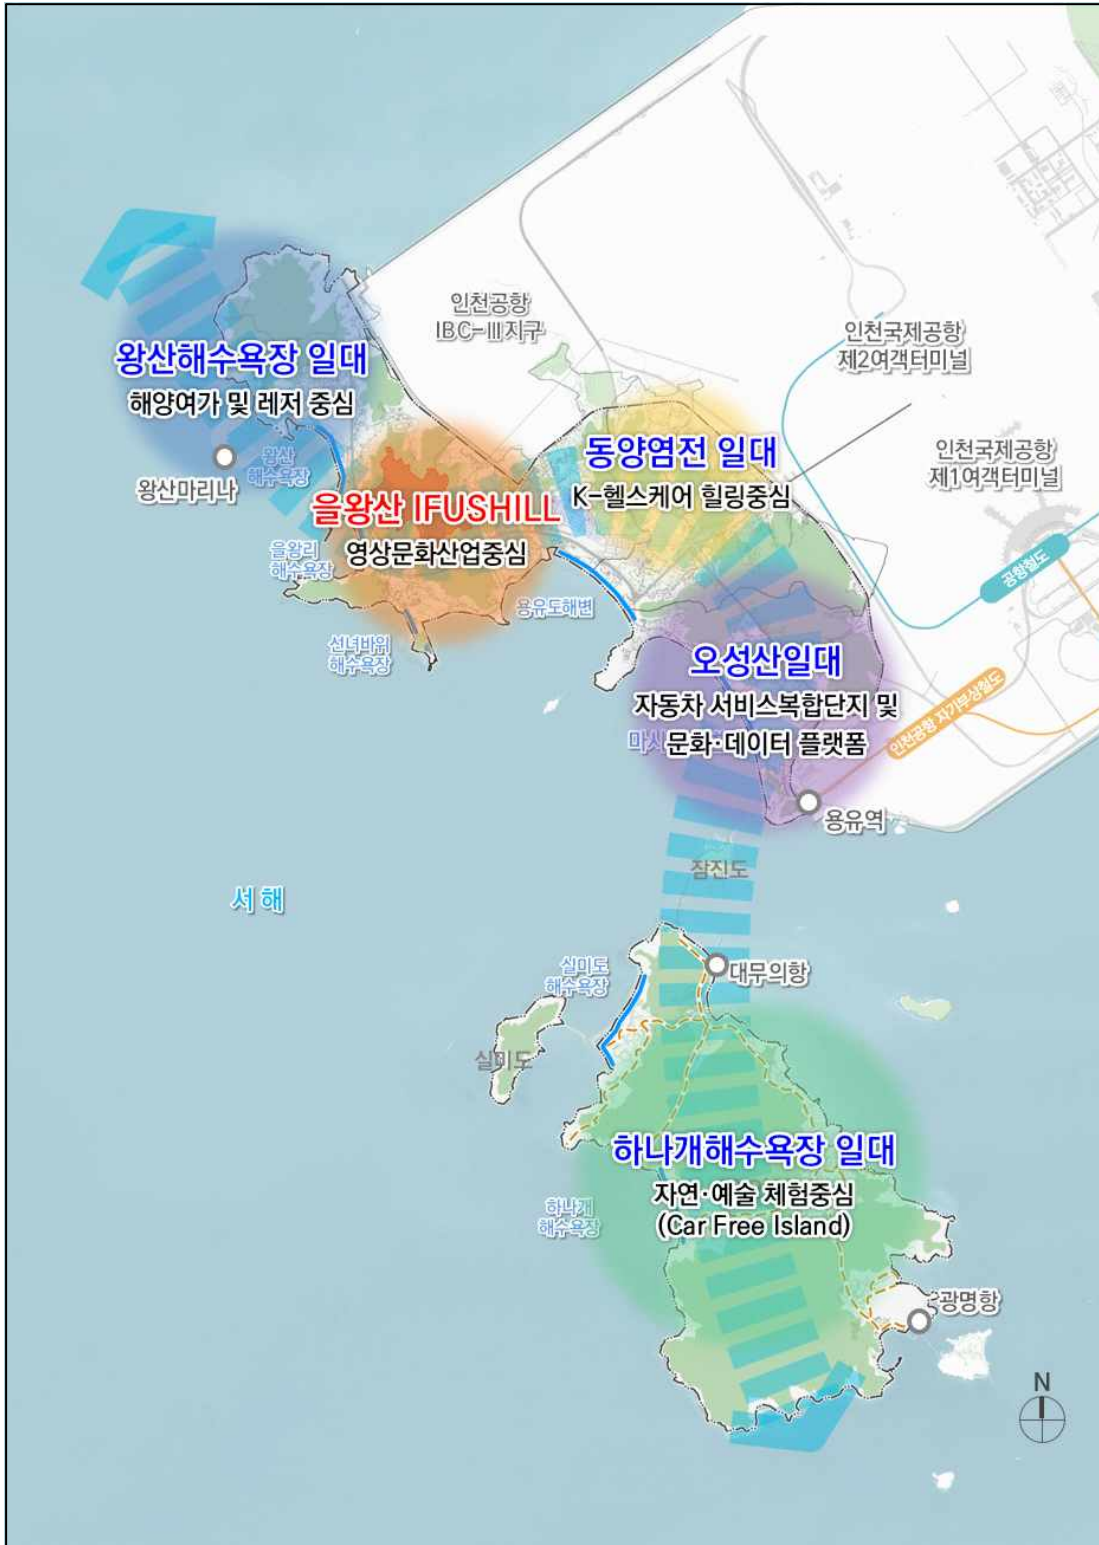 인천공항
IBC-Ⅲ지구
인천국제공항
제2여객터미널
왕산해수욕장 일대
해양여가 및 레저 중심
동양염전 일대
K-헬스케어 힐링중심
인천국제공항
제1여객터미널
왕산
해수욕장
왕산마리나
을왕산 IFUSHILL
영상문화산업중심
을왕리
해수욕장
공항철도
용유도해변
선녀바위
해수욕장
오성산일대
자동차 서비스복합단지 및
마시
문화·데이터 플랫폼
인천공항 자기부상철도
용유역
잠진도
서 해
실미도
해수욕장
대무의항
실미도
하나개해수욕장 일대
자연·예술 체험중심
(Car Free Island)
하나개
해수욕장
광명항
N